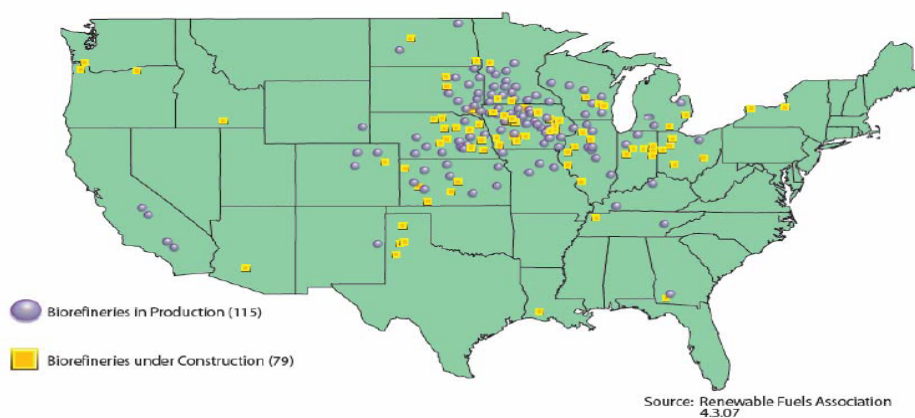 Biorefineries in Production (115)
Biorefineries under Construction (79)
Source: Renewable Fuels Association
4.3.07